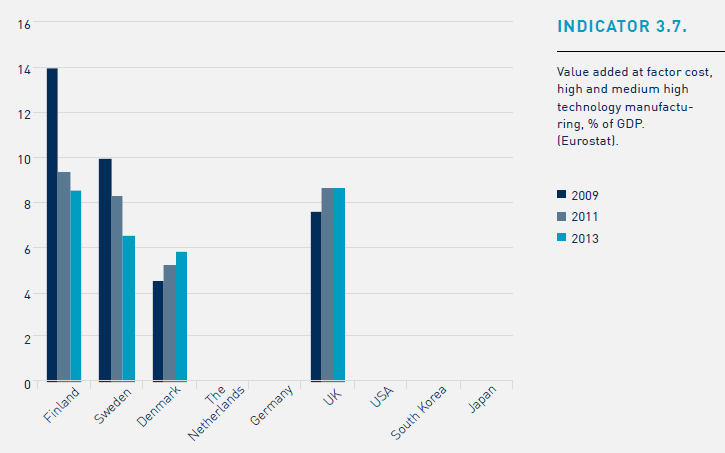 16
14
12
10
8
6
4
2
0
Finland
Sweden
Denmark
The
Netherlands
Germany
UK
USA
South Korea
Japan
INDICATOR 3.7.
Value added at factor cost,
high and medium high
technology manufactu-
ring, % of GDP.
(Eurostat).
2009
2011
2013